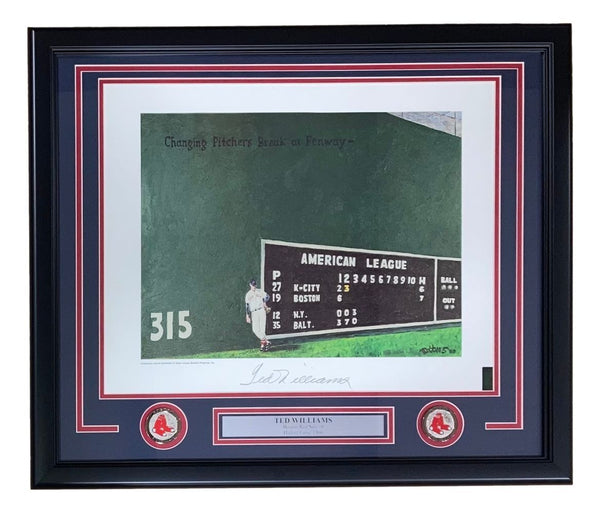 Changing Pitchers Break at Fenway-
AMERICAN LEAGUE
P 1 2 3 4 5 6 7 8 9 10 H BALL
27 K-CITY 2 3 6
19 BOSTON 6 7 OUT
12 N.Y. 0 0 3
35 BALT. 3 7 0
315
Ted Williams
TED WILLIAMS